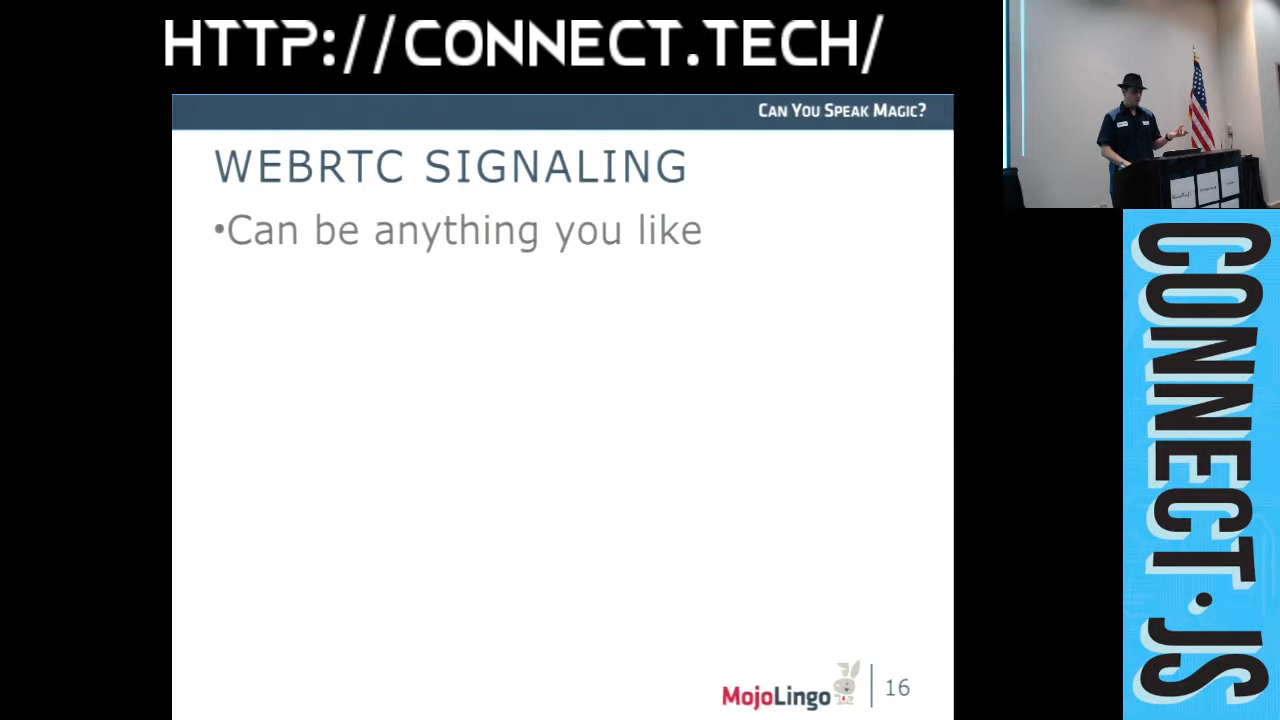 HTTP://CONNECT.TECH/
CAN YOU SPEAK MAGIC?
WEBRTC SIGNALING
•Can be anything you like
MojoLingo
16
CONNECT.JS